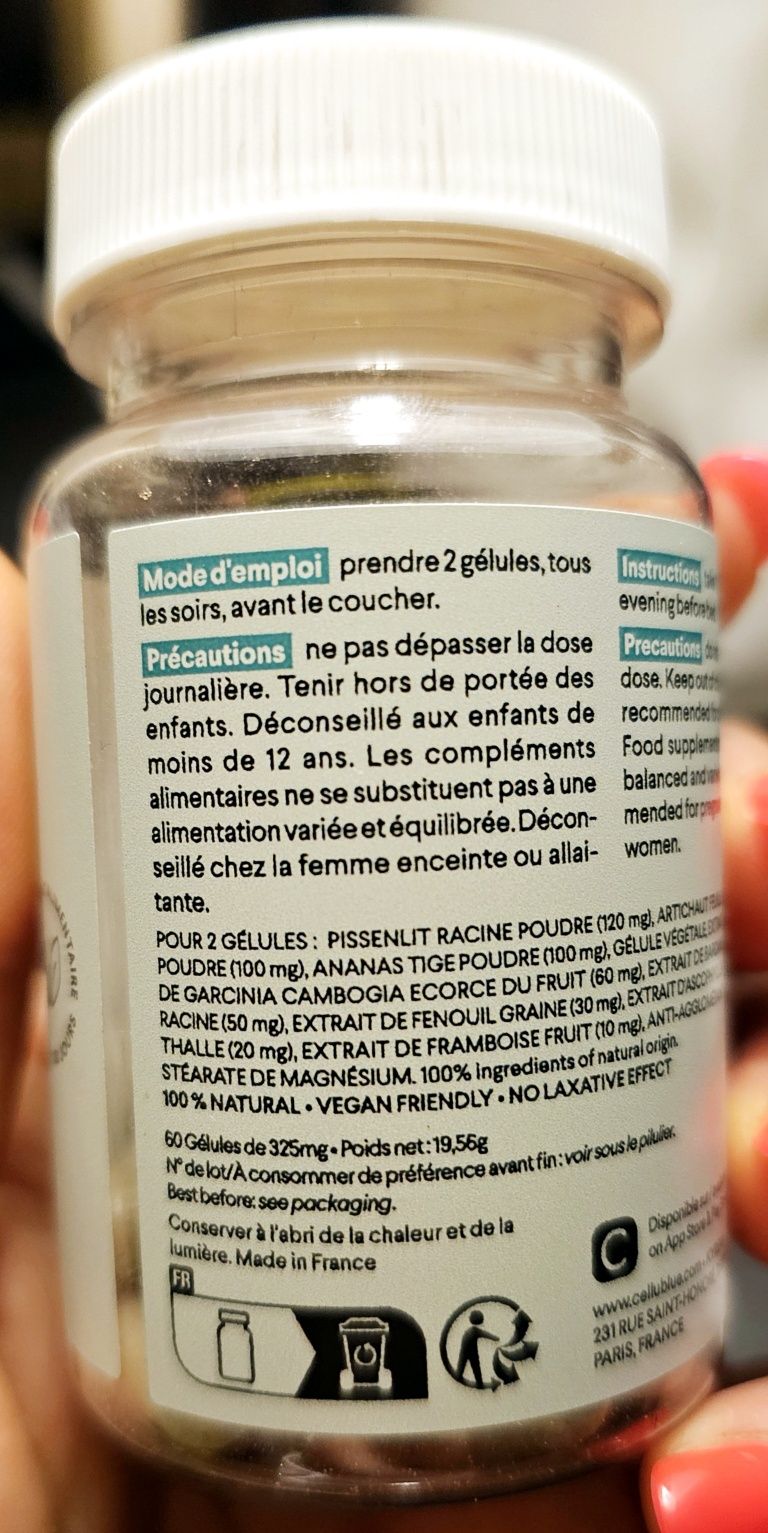 Mode d'emploi prendre 2 gélules, tous
les soirs, avant le coucher.
Précautions ne pas dépasser la dose
journalière. Tenir hors de portée des
enfants. Déconseillé aux enfants de
moins de 12 ans. Les compléments
alimentaires ne se substituent pas à une
alimentation variée et équilibrée. Décon-
seillé chez la femme enceinte ou allai-
tante.
POUR 2 GÉLULES : PISSENLIT RACINE POUDRE (120 mg), ARTICHAUT
POUDRE (100 mg), ANANAS TIGE POUDRE (100 mg), GÉLULE VÉGÉTALE,
DE GARCINIA CAMBOGIA ECORCE DU FRUIT (60 mg), EXTRAIT DE
RACINE (50 mg), EXTRAIT DE FENOUIL GRAINE (30 mg), EXTRAIT
THALLE (20 mg), EXTRAIT DE FRAMBOISE FRUIT (10 mg),
STÉARATE DE MAGNÉSIUM. 100% Ingredients of natural origin.
100 % NATURAL • VEGAN FRIENDLY • NO LAXATIVE EFFECT
60 Gélules de 325mg • Poids net : 19,56g
N° de lot/À consommer de préférence avant fin : voir sous le pilulier.
Best before: see packaging.
Conserver à l'abri de la chaleur et de la
lumière. Made in France
FR
Instructions
evening before
Precautions
dose. Keep out
recommended
Food supplements
balanced and
mended for
women.
C
Disponible
on App Store
www.cellublue.com
231 RUE SAINT-HONORÉ
PARIS, FRANCE